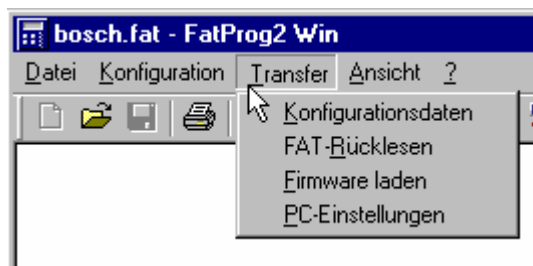 bosch.fat - FatProg2 Win
Datei Konfiguration Transfer Ansicht ?
Konfigurationsdaten
FAT-Rücklesen
Firmware laden
PC-Einstellungen